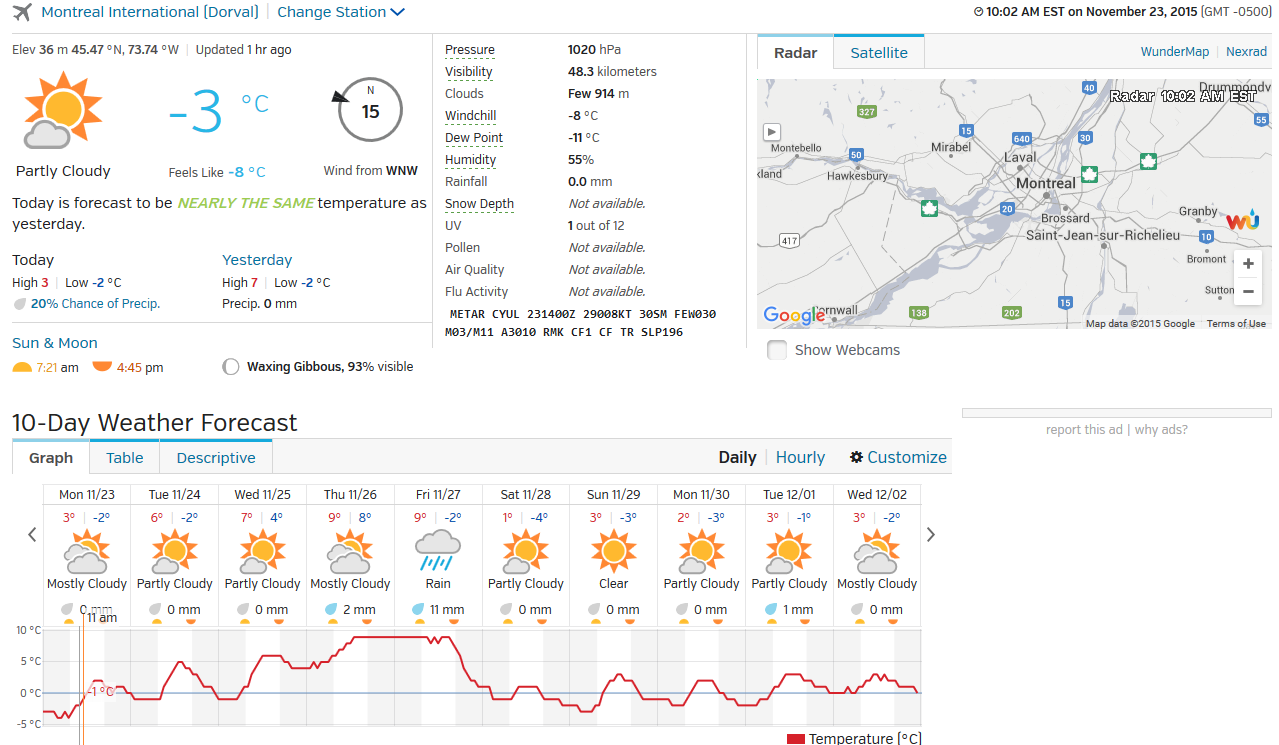 Montreal International (Dorval) | Change Station
10:02 AM EST on November 23, 2015 (GMT -0500)
Elev 36 m 45.47 °N, 73.74 °W | Updated 1 hr ago
-3 °C
N
15
Partly Cloudy
Feels Like -8 °C
Wind from WNW
Today is forecast to be NEARLY THE SAME temperature as
yesterday.
Today
High 3 | Low -2 °C
20% Chance of Precip.
Yesterday
High 7 | Low -2 °C
Precip. 0 mm
Sun & Moon
7:21 am 4:45 pm
Waxing Gibbous, 93% visible
Pressure 1020 hPa
Visibility 48.3 kilometers
Clouds Few 914 m
Windchill -8 °C
Dew Point -11 °C
Humidity 55%
Rainfall 0.0 mm
Snow Depth Not available.
UV 1 out of 12
Pollen Not available.
Air Quality Not available.
Flu Activity Not available.
METAR CYUL 231400Z 29008KT 30SM FEW030
M03/M11 A3010 RMK CF1 CF TR SLP196
Radar Satellite WunderMap | Nexrad
40 Drummondv
Radar 10:02 AM EST
327
55
15 640 30
Montebello 50 Mirabel Laval
kland Hawkesbury Montreal
20 Brossard Granby WU
417 Saint-Jean-sur-Richelieu 10
Bromont +
Sutton −
15
Google ornwall 138 202
Map data ©2015 Google Terms of Use
Show Webcams
10-Day Weather Forecast
report this ad | why ads?
Graph Table Descriptive Daily | Hourly Customize
Mon 11/23 Tue 11/24 Wed 11/25 Thu 11/26 Fri 11/27 Sat 11/28 Sun 11/29 Mon 11/30 Tue 12/01 Wed 12/02
3° | -2° 6° | -2° 7° | 4° 9° | 8° 9° | -2° 1° | -4° 3° | -3° 2° | -3° 3° | -1° 3° | -2°
Mostly Cloudy Partly Cloudy Partly Cloudy Mostly Cloudy Rain Partly Cloudy Clear Partly Cloudy Partly Cloudy Mostly Cloudy
0 mm 0 mm 0 mm 2 mm 11 mm 0 mm 0 mm 0 mm 1 mm 0 mm
11 am
10 °C
5 °C
0 °C
-1 °C
-5 °C
Temperature [°C]